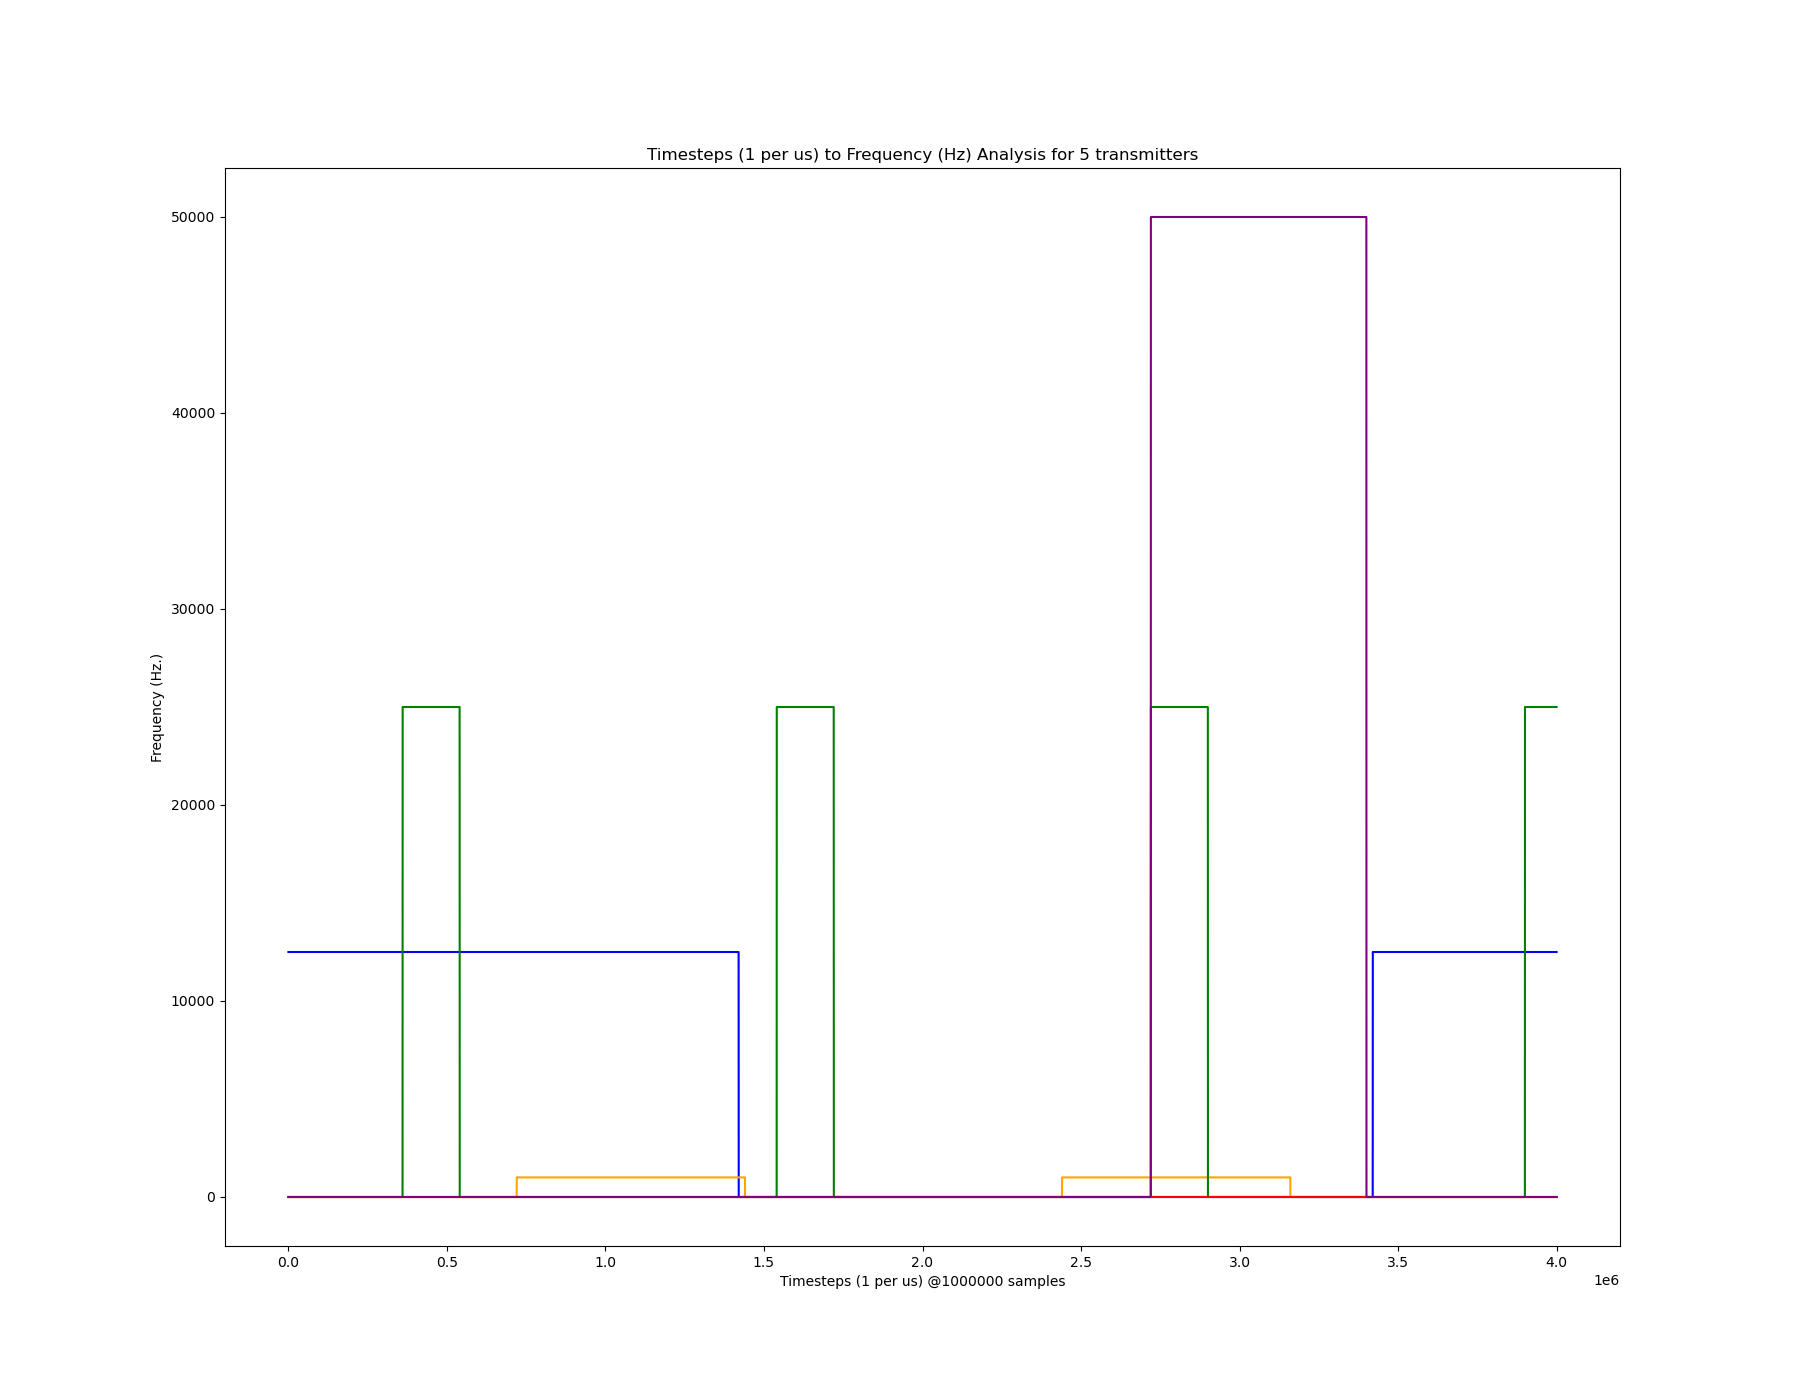 Timesteps (1 per us) to Frequency (Hz) Analysis for 5 transmitters
50000
40000
30000
20000
10000
0
Frequency (Hz.)
0.0 0.5 1.0 1.5 2.0 2.5 3.0 3.5 4.0
1e6
Timesteps (1 per us) @1000000 samples